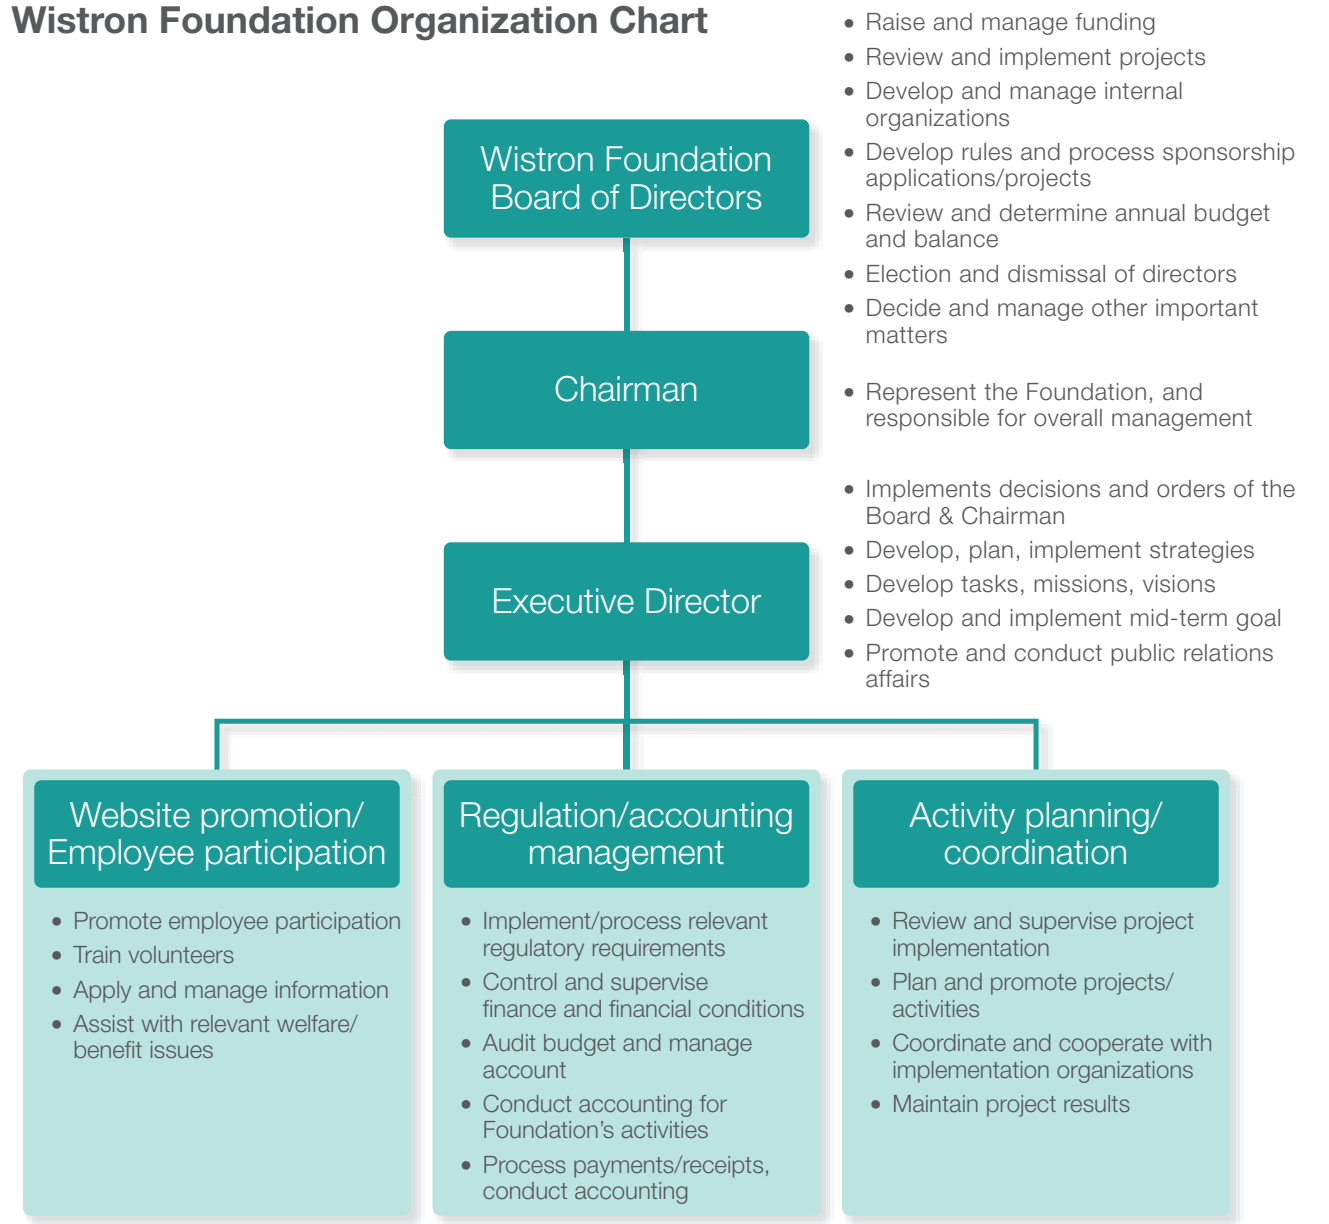 Wistron Foundation Organization Chart
Wistron Foundation
Board of Directors
• Raise and manage funding
• Review and implement projects
• Develop and manage internal
organizations
• Develop rules and process sponsorship
applications/projects
• Review and determine annual budget
and balance
• Election and dismissal of directors
• Decide and manage other important
matters
Chairman
• Represent the Foundation, and
responsible for overall management
Executive Director
• Implements decisions and orders of the
Board & Chairman
• Develop, plan, implement strategies
• Develop tasks, missions, visions
• Develop and implement mid-term goal
• Promote and conduct public relations
affairs
Website promotion/
Employee participation
• Promote employee participation
• Train volunteers
• Apply and manage information
• Assist with relevant welfare/
benefit issues
Regulation/accounting
management
• Implement/process relevant
regulatory requirements
• Control and supervise
finance and financial conditions
• Audit budget and manage
account
• Conduct accounting for
Foundation’s activities
• Process payments/receipts,
conduct accounting
Activity planning/
coordination
• Review and supervise project
implementation
• Plan and promote projects/
activities
• Coordinate and cooperate with
implementation organizations
• Maintain project results